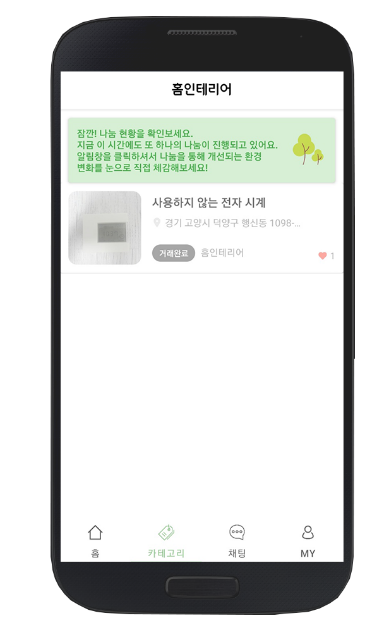 홈인테리어
잠깐! 나눔 현황을 확인보세요.
지금 이 시간에도 또 하나의 나눔이 진행되고 있어요.
알림창을 클릭하셔서 나눔을 통해 개선되는 환경
변화를 눈으로 직접 체감해보세요!
사용하지 않는 전자 시계
경기 고양시 덕양구 행신동 1098-...
거래완료 홈인테리어 1
홈 카테고리 채팅 MY